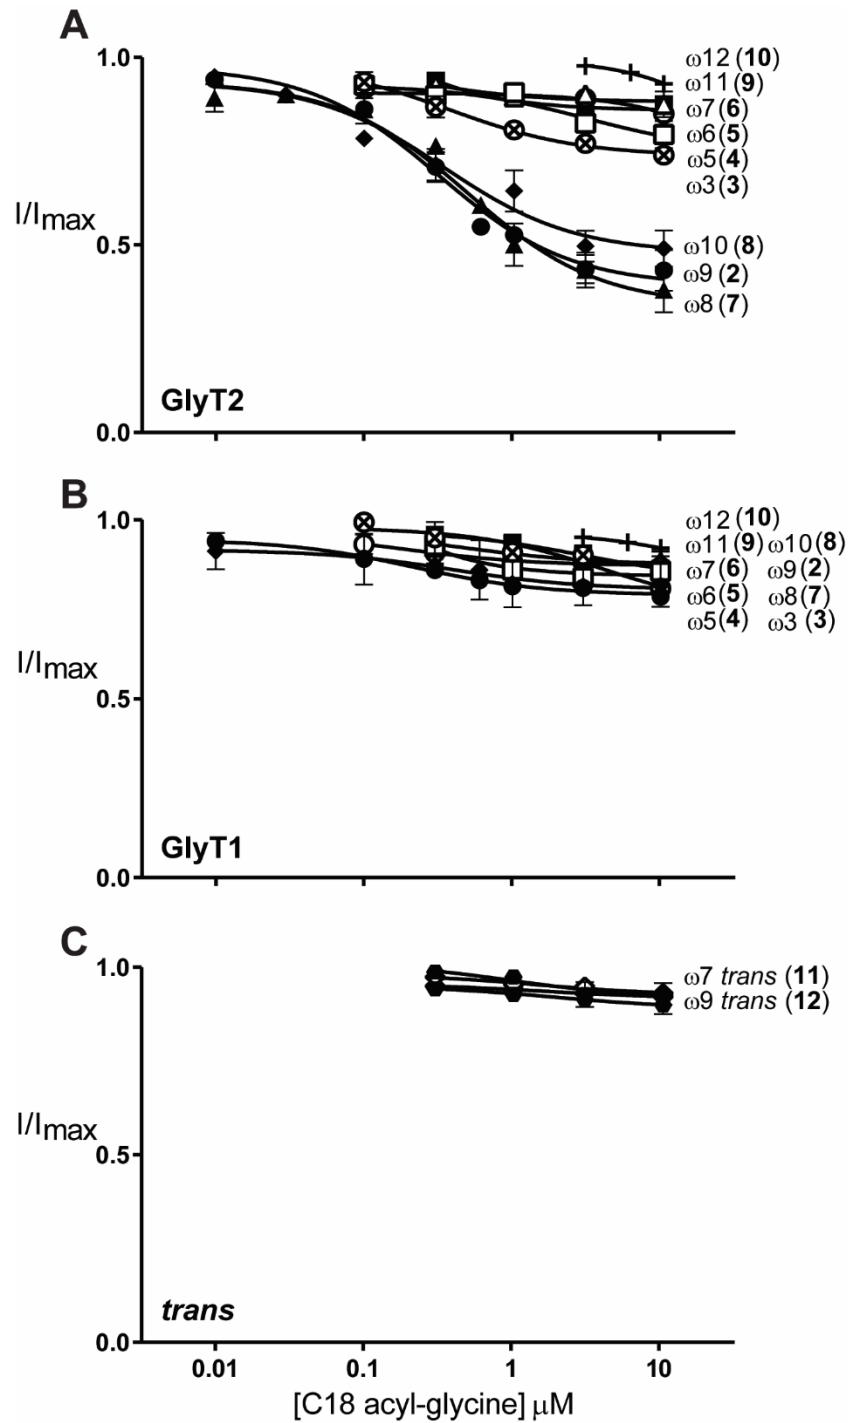 A
1.0
ω12 (10)
ω11 (9)
ω7 (6)
ω6 (5)
ω5 (4)
ω3 (3)
I/Imax
0.5
ω10 (8)
ω9 (2)
ω8 (7)
GlyT2
0.0
B
1.0
ω12 (10)
ω11 (9) ω10 (8)
ω7 (6) ω9 (2)
ω6 (5) ω8 (7)
ω5 (4) ω3 (3)
I/Imax
0.5
GlyT1
0.0
C
1.0
ω7 trans (11)
ω9 trans (12)
I/Imax
0.5
trans
0.0
0.01 0.1 1 10
[C18 acyl-glycine] μM